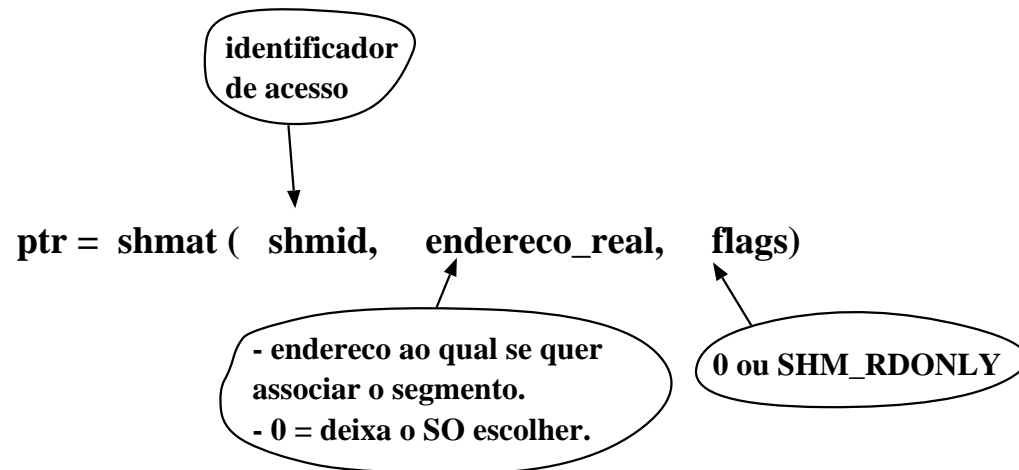 identificador
de acesso
ptr = shmat ( shmid, endereco_real, flags)
- endereco ao qual se quer
associar o segmento.
- 0 = deixa o SO escolher.
0 ou SHM_RDONLY